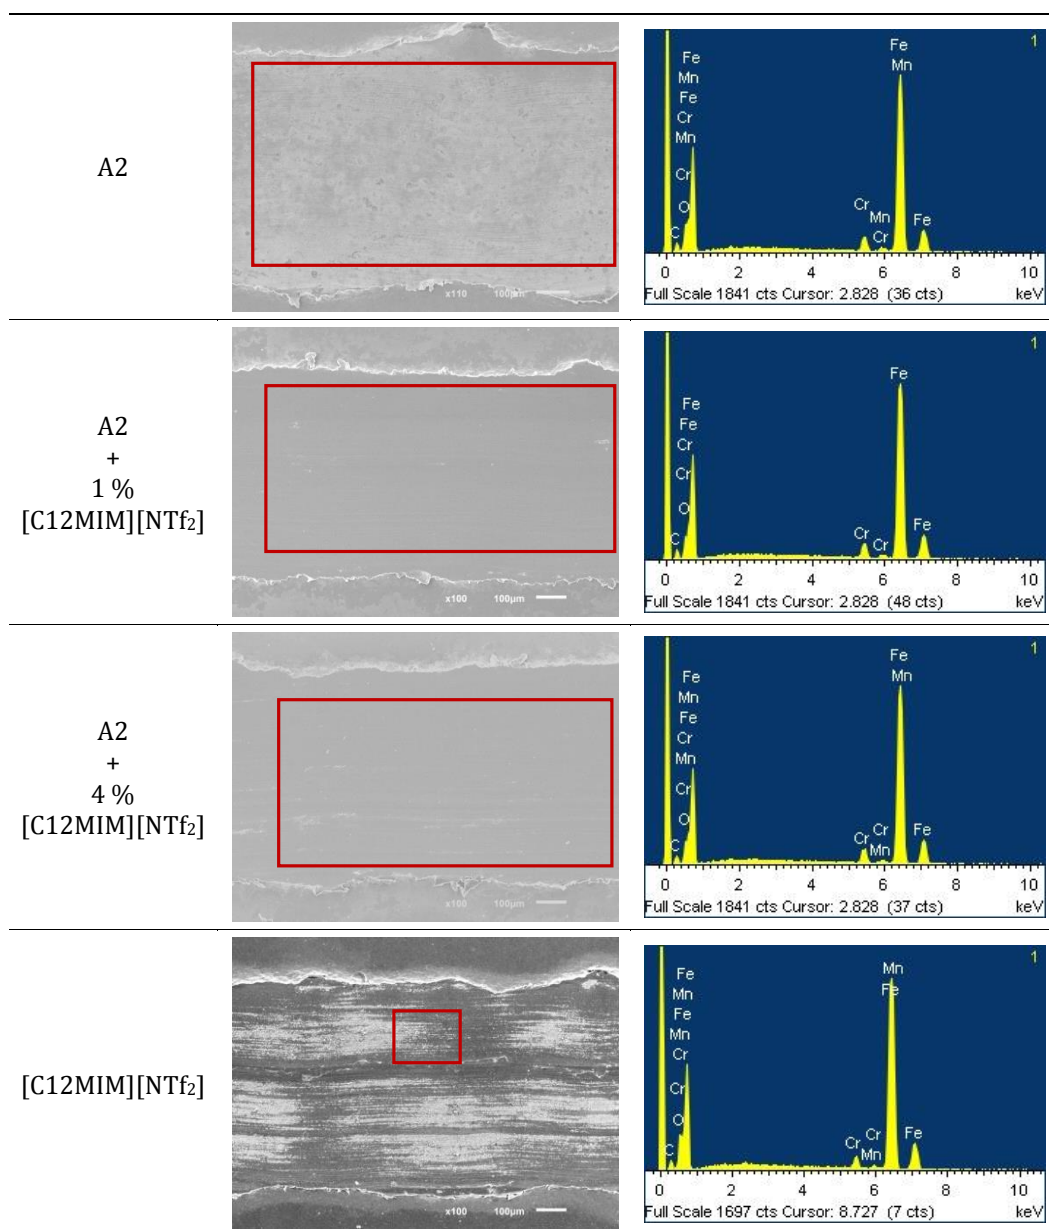 A2
x110 100µm
1
Fe
Mn
Fe
Mn
Fe
Cr
Mn
Cr
O
C
Cr
Mn
Cr
Fe
0 2 4 6 8 10
Full Scale 1841 cts Cursor: 2.828 (36 cts) keV
A2
+
1 %
[C12MIM][NTf₂]
x100 100µm
1
Fe
Fe
Fe
Cr
Cr
O
C
Cr
Cr
Fe
0 2 4 6 8 10
Full Scale 1841 cts Cursor: 2.828 (48 cts) keV
A2
+
4 %
[C12MIM][NTf₂]
x100 100µm
1
Fe
Mn
Fe
Mn
Fe
Cr
Mn
Cr
O
C
Cr
Cr
Mn
Fe
0 2 4 6 8 10
Full Scale 1841 cts Cursor: 2.828 (37 cts) keV
[C12MIM][NTf₂]
x100 100µm
1
Mn
Fe
Fe
Mn
Fe
Mn
Cr
Cr
O
C
Cr
Cr
Mn
Fe
0 2 4 6 8 10
Full Scale 1697 cts Cursor: 8.727 (7 cts) keV